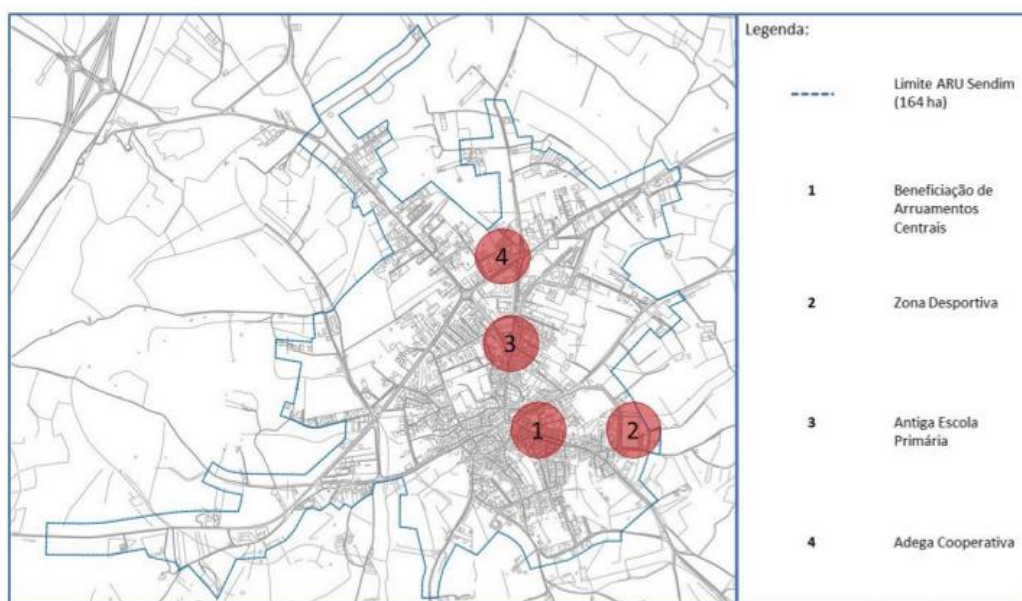 4
3
1
2
Legenda:
Limite ARU Sendim
(164 ha)
1
Beneficiação de
Arruamentos
Centrais
2
Zona Desportiva
3
Antiga Escola
Primária
4
Adega Cooperativa